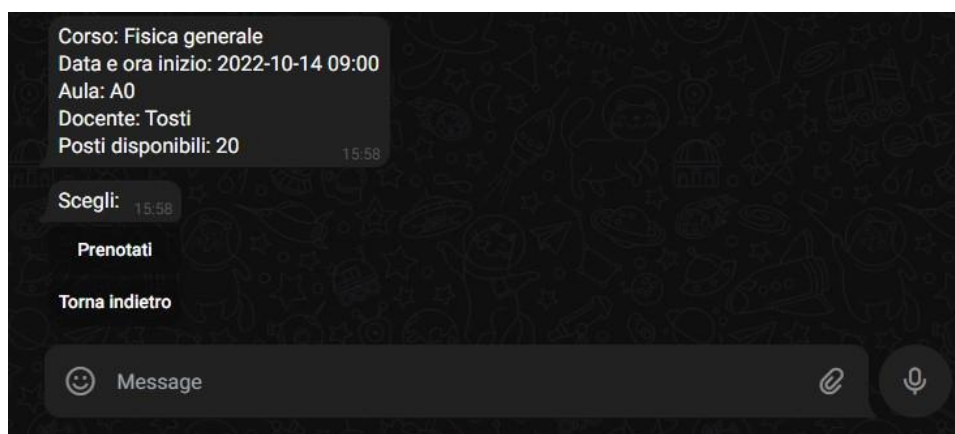 Corso: Fisica generale
Data e ora inizio: 2022-10-14 09:00
Aula: A0
Docente: Tosti
Posti disponibili: 20
15:58
Scegli:
15:58
Prenotati
Torna indietro
Message